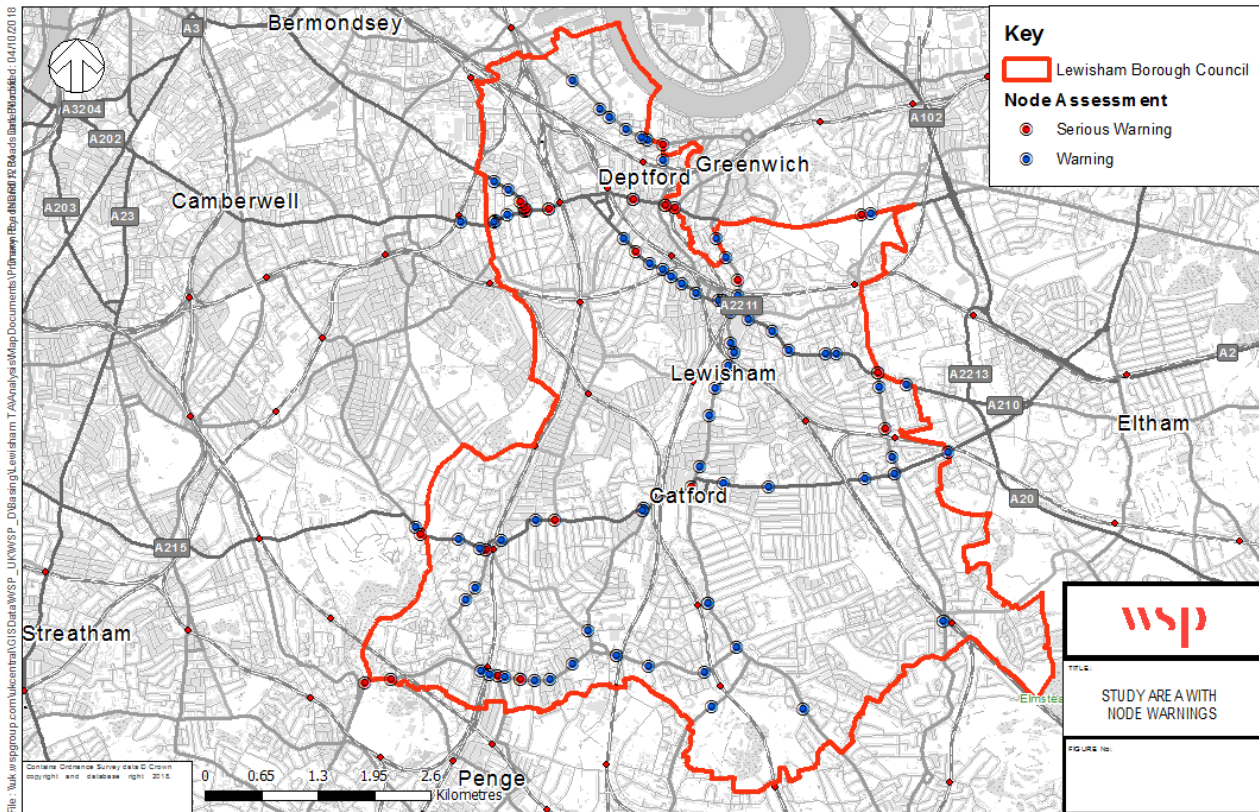 Bermondsey
A3
A3204
A202
A102
Greenwich
Deptford
A203
A23
Camberwell
A2211
A2
Lewisham
A2213
A210
Eltham
Catford
A20
A215
Streatham
Penge
Key
Lewisham Borough Council
Node Assessment
Serious Warning
Warning
wsp
TITLE:
STUDY AREA WITH
NODE WARNINGS
FIGURE No:
Contains Ordnance Survey data © Crown
copyright and database right 2018.
0 0.65 1.3 1.95 2.6
Kilometres